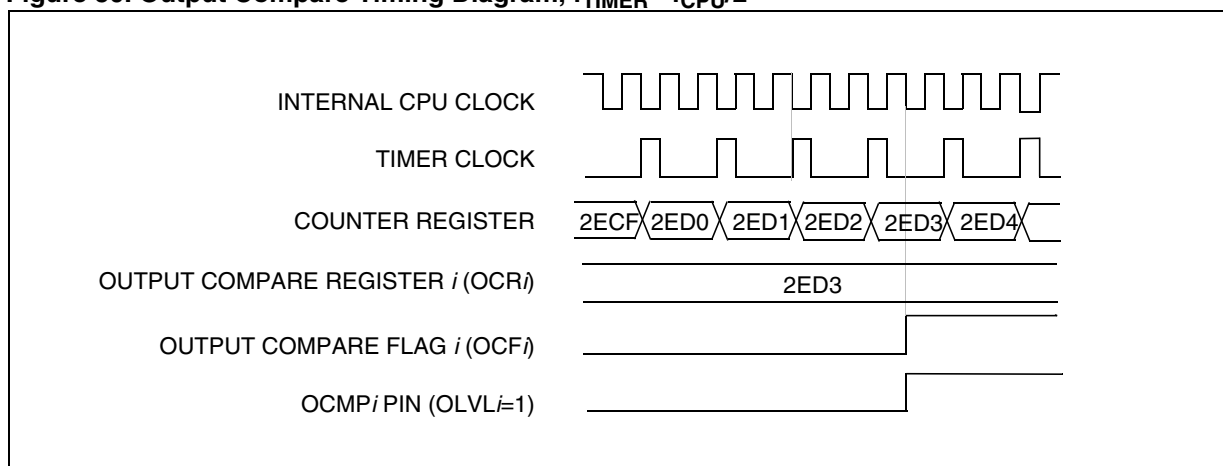 INTERNAL CPU CLOCK
TIMER CLOCK
COUNTER REGISTER 2ECF 2ED0 2ED1 2ED2 2ED3 2ED4
OUTPUT COMPARE REGISTER i (OCRi) 2ED3
OUTPUT COMPARE FLAG i (OCFi)
OCMPi PIN (OLVLi=1)